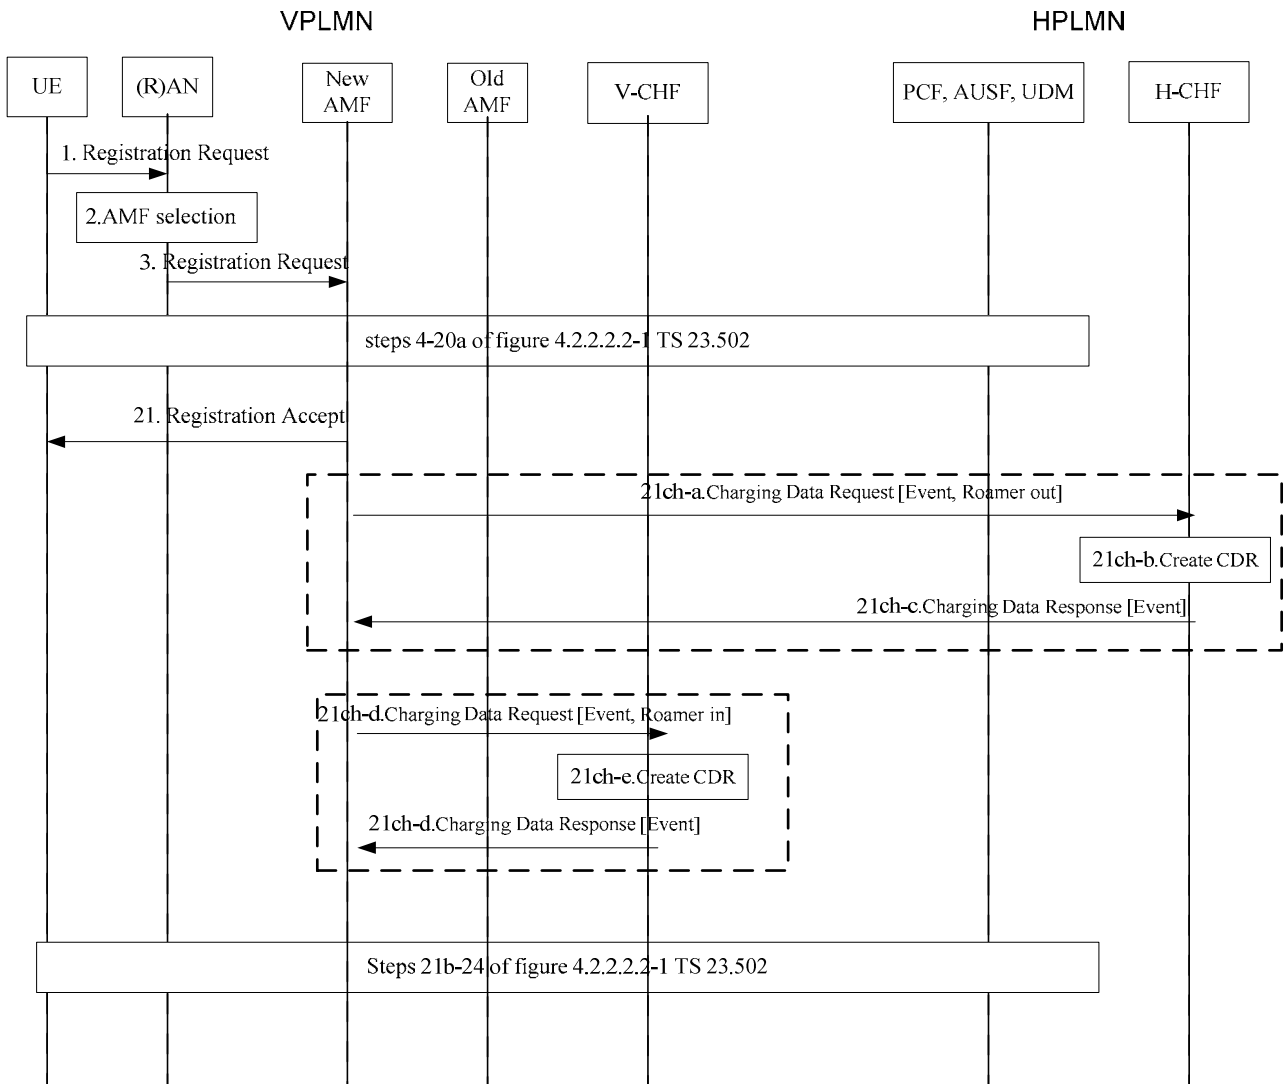 VPLMN
HPLMN
UE
(R)AN
New
AMF
Old
AMF
V-CHF
PCF, AUSF, UDM
H-CHF
1. Registration Request
2.AMF selection
3. Registration Request
steps 4-20a of figure 4.2.2.2.2-1 TS 23.502
21. Registration Accept
21ch-a.Charging Data Request [Event, Roamer out]
21ch-b.Create CDR
21ch-c.Charging Data Response [Event]
21ch-d.Charging Data Request [Event, Roamer in]
21ch-e.Create CDR
21ch-d.Charging Data Response [Event]
Steps 21b-24 of figure 4.2.2.2.2-1 TS 23.502